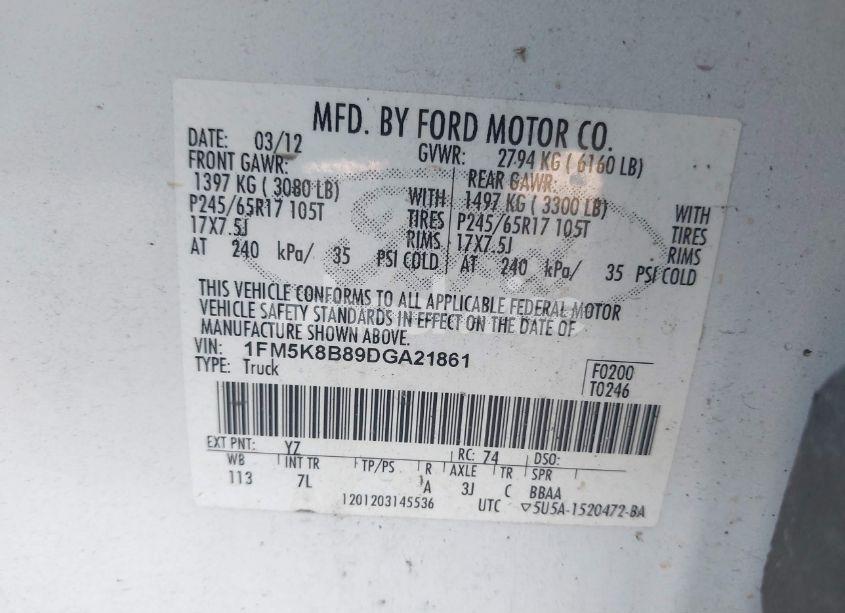 MFD. BY FORD MOTOR CO.
DATE: 03/12 GVWR: 2794 KG ( 6160 LB)
FRONT GAWR: REAR GAWR:
1397 KG ( 3080 LB) WITH 1497 KG ( 3300 LB) WITH
P245/65R17 105T TIRES P245/65R17 105T TIRES
17X7.5J RIMS 17X7.5J RIMS
AT 240 kPa/ 35 PSI COLD AT 240 kPa/ 35 PSI COLD
THIS VEHICLE CONFORMS TO ALL APPLICABLE FEDERAL MOTOR
VEHICLE SAFETY STANDARDS IN EFFECT ON THE DATE OF
MANUFACTURE SHOWN ABOVE.
VIN: 1FM5K8B89DGA21861
TYPE: Truck
F0200
T0246
EXT PNT: YZ RC: 74 DSO:
WB INT TR TP/PS R AXLE TR SPR
113 7L A 3J C BBAA
1201203145536 UTC ▽5U5A-1520472-BA